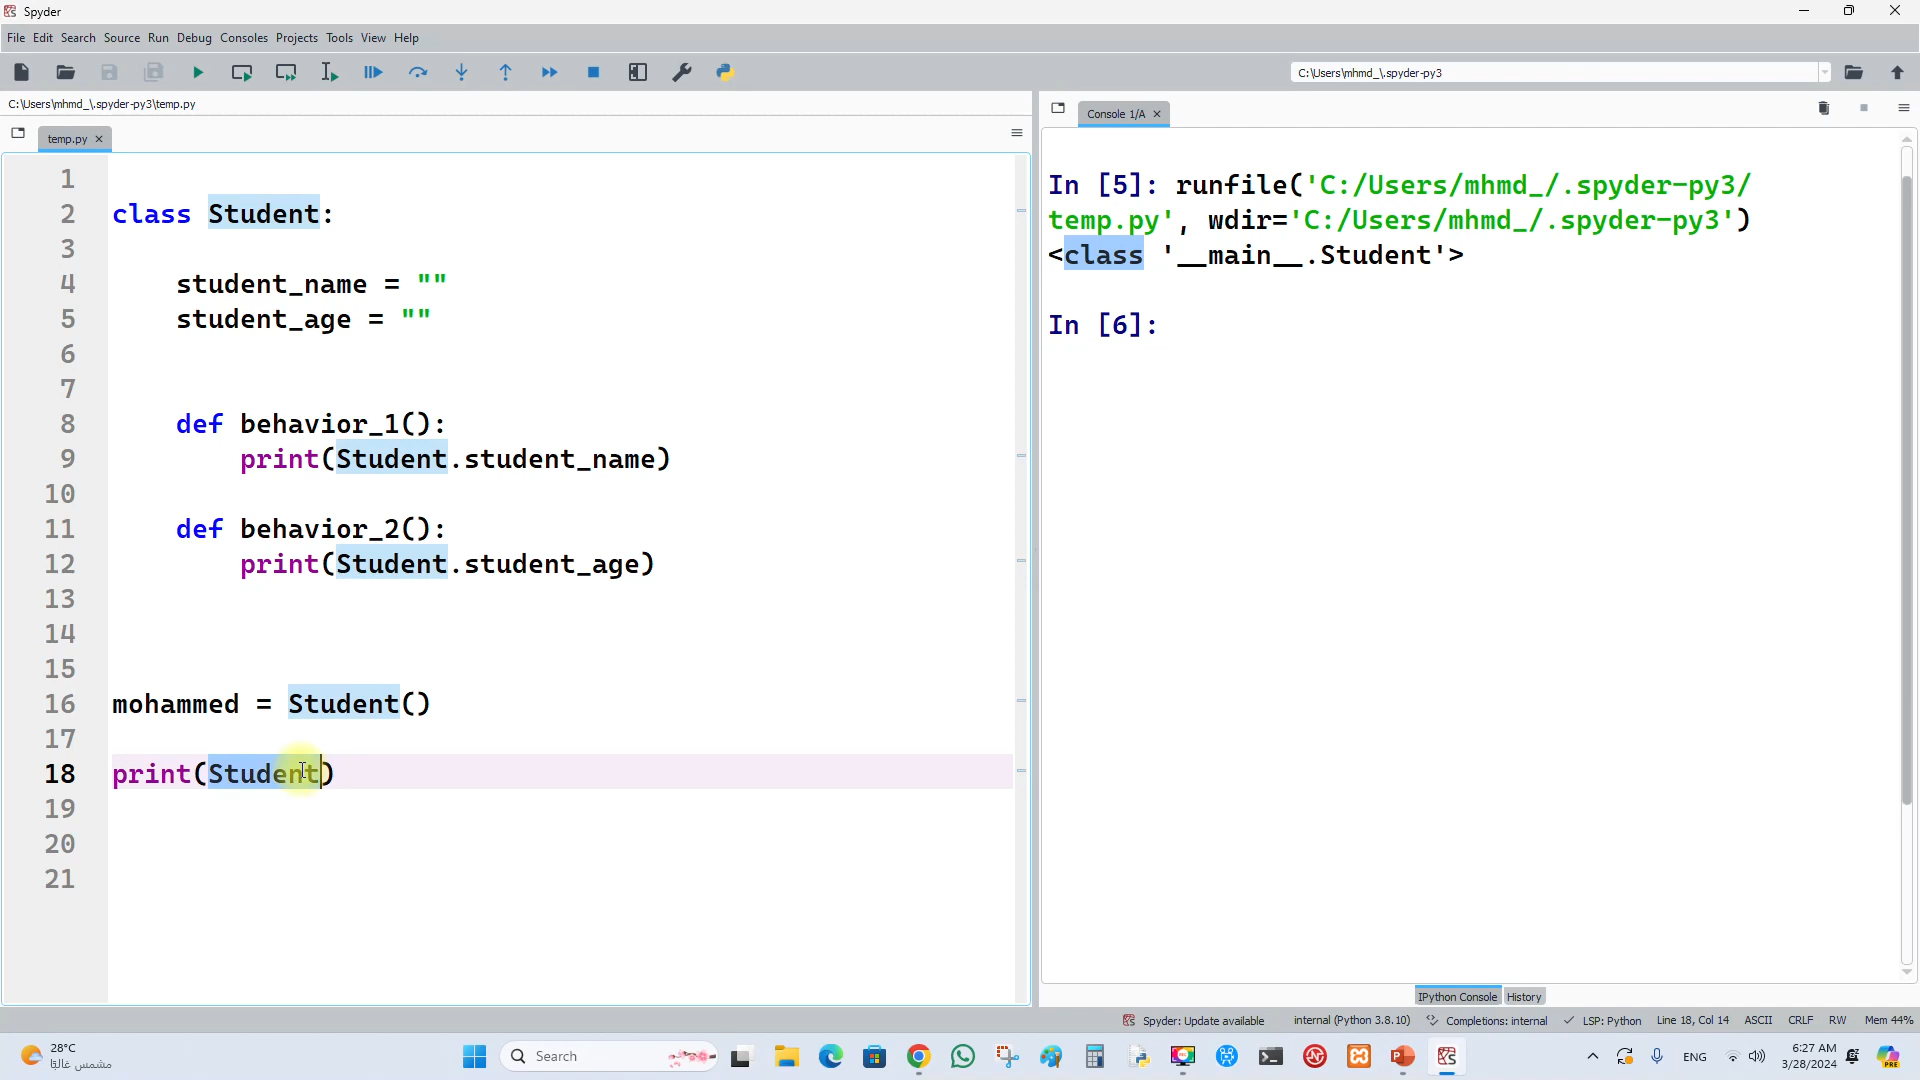 Spyder
File Edit Search Source Run Debug Consoles Projects Tools View Help
C:\Users\mhmd_\.spyder-py3
C:\Users\mhmd_\.spyder-py3\temp.py
temp.py
Console 1/A
1
2 class Student:
3
4 student_name = ""
5 student_age = ""
6
7
8 def behavior_1():
9 print(Student.student_name)
10
11 def behavior_2():
12 print(Student.student_age)
13
14
15
16 mohammed = Student()
17
18 print(Student)
19
20
21
In [5]: runfile('C:/Users/mhmd_/.spyder-py3/
temp.py', wdir='C:/Users/mhmd_/.spyder-py3')
<class '__main__.Student'>
In [6]:
IPython Console History
Spyder: Update available internal (Python 3.8.10) Completions: internal LSP: Python Line 18, Col 14 ASCII CRLF RW Mem 44%
28°C
مشمس غالبًا
Search
PRE
ENG
6:27 AM
3/28/2024